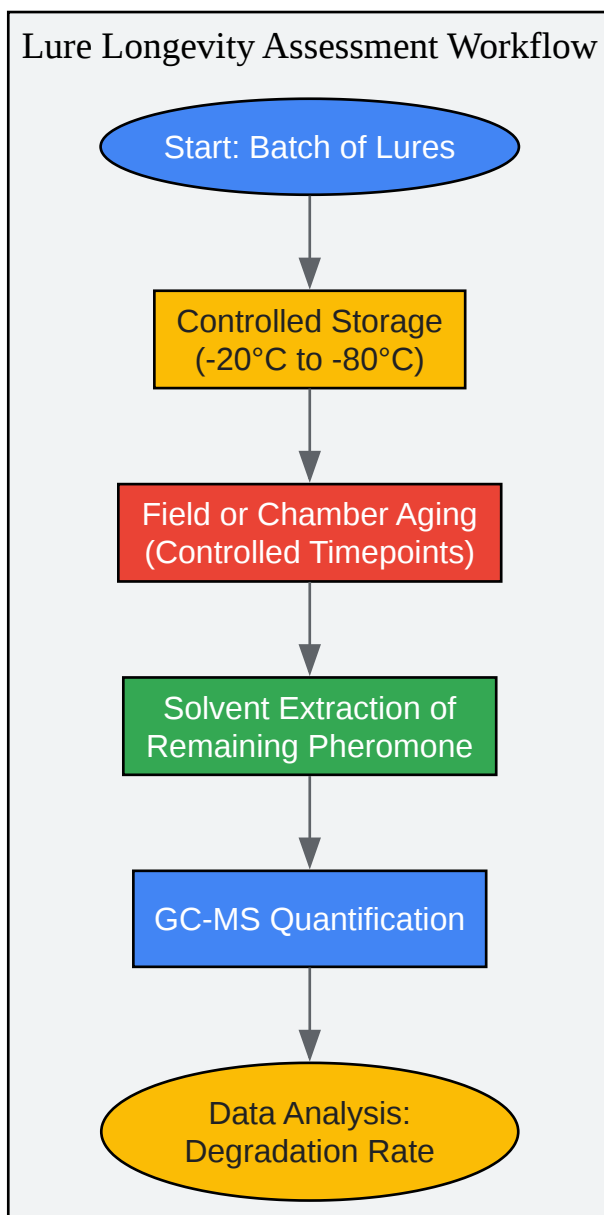 Lure Longevity Assessment Workflow
Start: Batch of Lures
Controlled Storage
(-20°C to -80°C)
Field or Chamber Aging
(Controlled Timepoints)
Solvent Extraction of
Remaining Pheromone
GC-MS Quantification
Data Analysis:
Degradation Rate